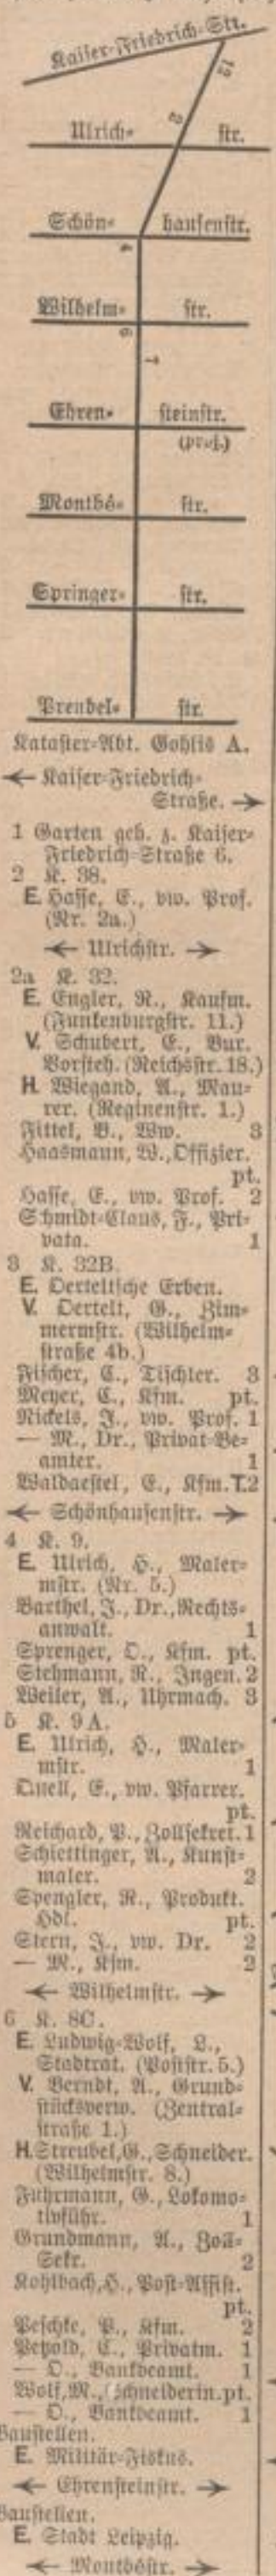 Kaiser-Friedrich-Str.
13
2
Ulrich- str.
Schön- hausenstr.
4
Wilhelm- str.
6
7
Ehren- steinstr.
(proj.)
Montbé- str.
Springer- str.
Prendel- str.
Kataster-Abt. Gohlis A.
← Kaiser-Friedrich-
Straße. →
1 Garten geh. z. Kaiser-
Friedrich-Straße 6.
2 K. 38.
E. Hasse, E., vw. Prof.
(Nr. 2a.)
← Ulrichstr. →
2a K. 32.
E. Engler, R., Kaufm.
(Funkenburgstr. 11.)
V. Schubert, E., Bur.
Vorsteh. (Reichsstr. 18.)
H. Wiegand, A., Mau-
rer. (Reginenstr. 1.)
Fittel, B., Ww. 3
Haasmann, W., Offizier.
pt.
Hasse, E., vw. Prof. 2
Schmidt-Claus, F., Pri-
vata. 1
3 K. 32B.
E. Oerteltsche Erben.
V. Oertelt, G., Zim-
mermstr. (Wilhelm-
straße 4b.)
Fischer, C., Tischler. 3
Meyer, C., Kfm. pt.
Nickels, J., vw. Prof. 1
— M., Dr., Privat-Be-
amter. 1
Waldaestel, E., Kfm. T. 2
← Schönhausenstr. →
4 K. 9.
E. Ulrich, H., Maler-
mstr. (Nr. 5.)
Barthel, J., Dr., Rechts-
anwalt. 1
Sprenger, O., Kfm. pt.
Stehmann, R., Ingen. 2
Weiler, A., Uhrmach. 3
5 K. 9A.
E. Ulrich, H., Maler-
mstr. 1
Quell, E., vw. Pfarrer.
pt.
Reichard, P., Zollsekret. 1
Schiettinger, A., Kunst-
maler. 2
Spengler, R., Produkt.
Hdl. pt.
Stern, J., vw. Dr. 2
— M., Kfm. 2
← Wilhelmstr. →
6 K. 8C.
E. Ludwig-Wolf, L.,
Stadtrat. (Poststr. 5.)
V. Berndt, A., Grund-
stücksverw. (Zentral-
straße 1.)
H. Streubel, G., Schneider.
(Wilhelmstr. 8.)
Fuhrmann, G., Lokomo-
tivführ. 1
Grundmann, A., Zoll-
Sekr. 2
Kohlbach, H., Post-Assist.
pt.
Peschke, P., Kfm. 2
Petzold, C., Privatm. 1
— O., Bankbeamt. 1
Wolf, M., Schneiderin. pt.
— O., Bankbeamt. 1
Baustellen.
E. Militär-Fiskus.
← Ehrensteinstr. →
Baustellen.
E. Stadt Leipzig.
← Montbéstr. →